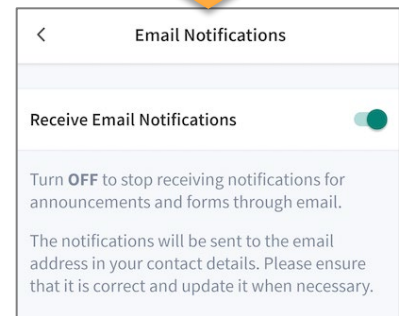 Email Notifications
Receive Email Notifications
Turn OFF to stop receiving notifications for
announcements and forms through email.
The notifications will be sent to the email
address in your contact details. Please ensure
that it is correct and update it when necessary.